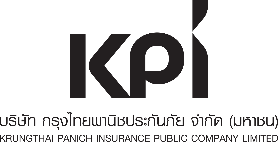 KPI
บริษัท กรุงไทยพานิชประกันภัย จำกัด (มหาชน)
KRUNGTHAI PANICH INSURANCE PUBLIC COMPANY LIMITED